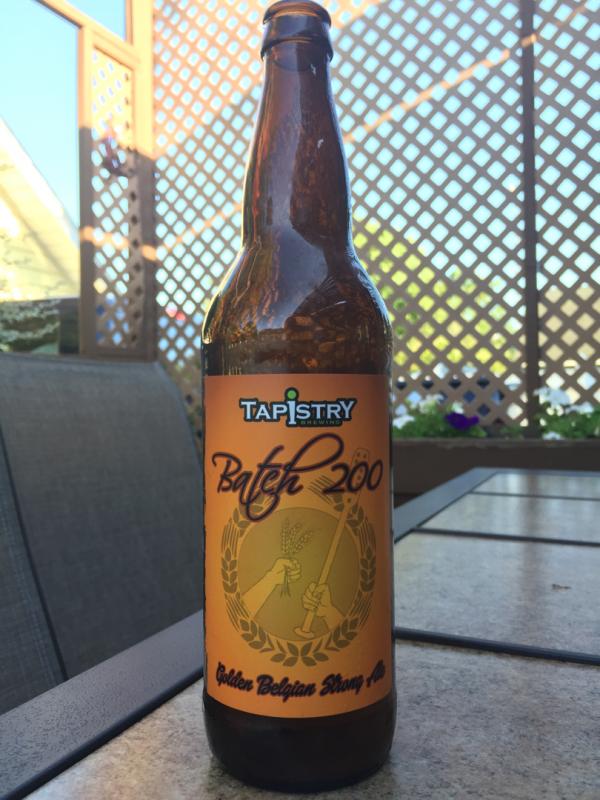 TAPiSTRY
BREWING
Batch 200
Golden Belgian Strong Ale